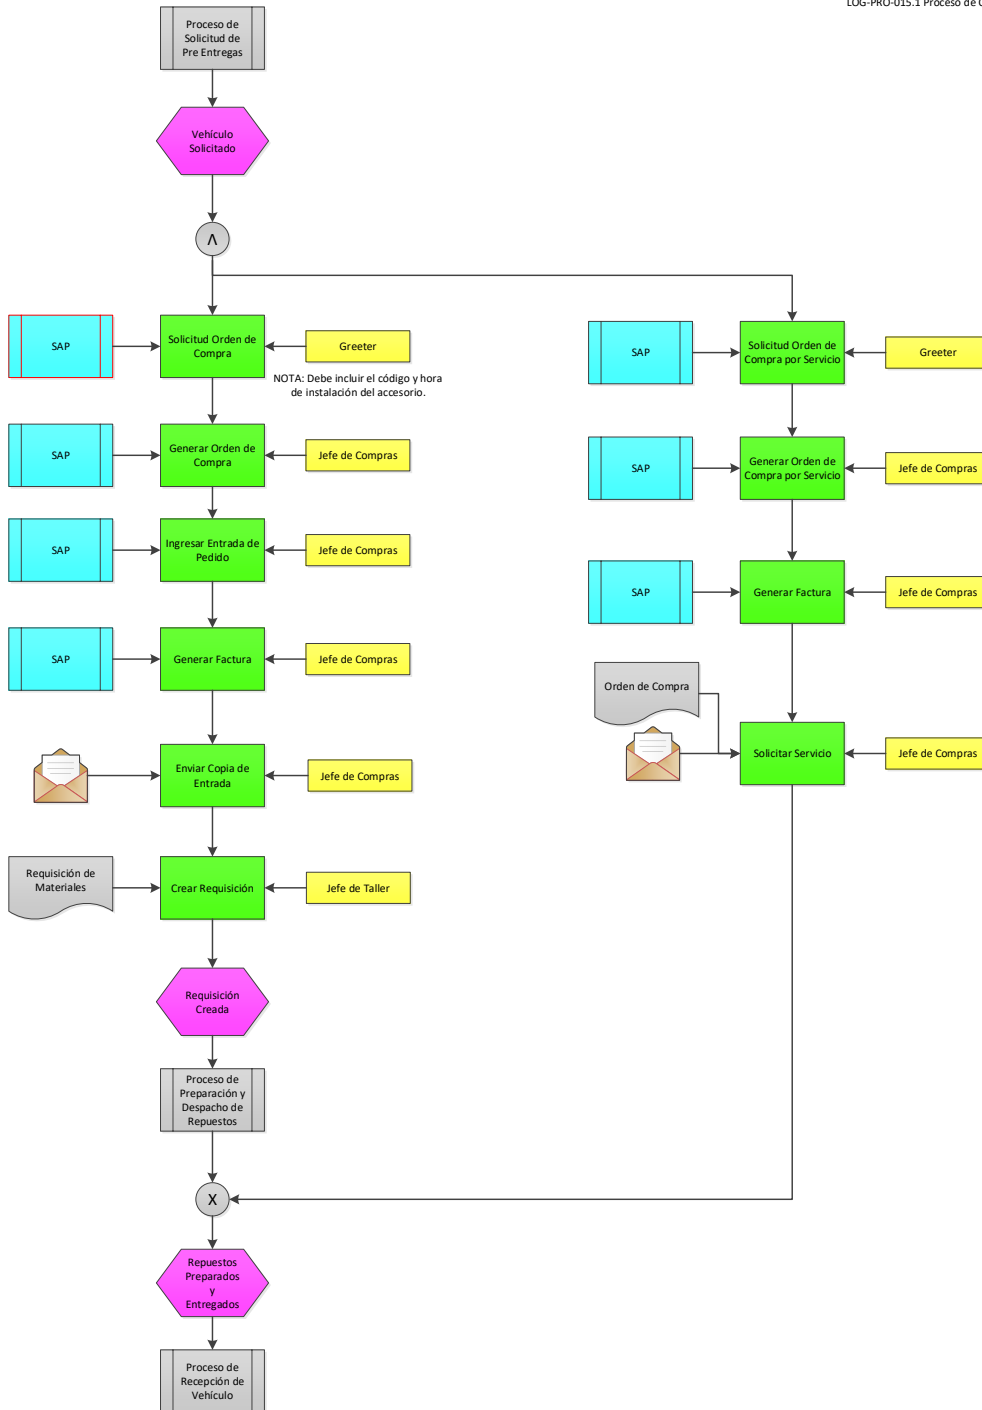 LOG-PRO-015.1 Proceso de
Proceso de
Solicitud de
Pre Entregas
Vehículo
Solicitado
Λ
SAP
Solicitud Orden de
Compra
Greeter
NOTA: Debe incluir el código y hora
de instalación del accesorio.
SAP
Generar Orden de
Compra
Jefe de Compras
SAP
Ingresar Entrada de
Pedido
Jefe de Compras
SAP
Generar Factura
Jefe de Compras
Enviar Copia de
Entrada
Jefe de Compras
Requisición de
Materiales
Crear Requisición
Jefe de Taller
Requisición
Creada
Proceso de
Preparación y
Despacho de
Repuestos
X
Repuestos
Preparados
y
Entregados
Proceso de
Recepción de
Vehículo
SAP
Solicitud Orden de
Compra por Servicio
Greeter
SAP
Generar Orden de
Compra por Servicio
Jefe de Compras
SAP
Generar Factura
Jefe de Compras
Orden de Compra
Solicitar Servicio
Jefe de Compras